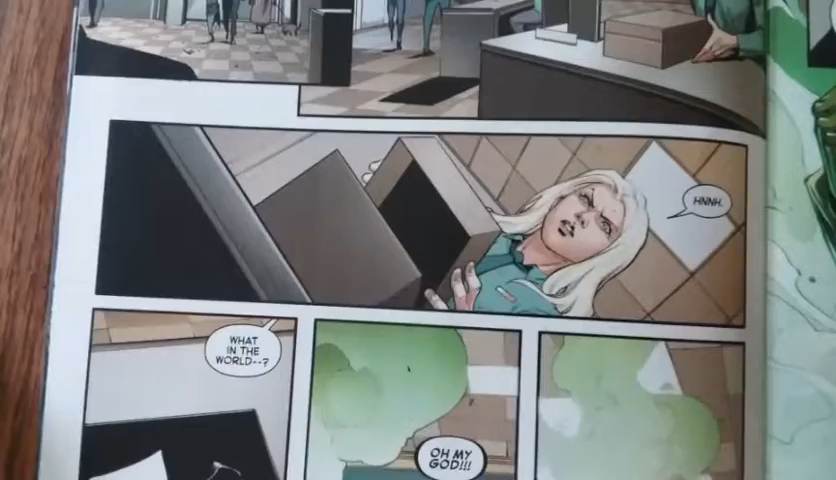 HNNH.
WHAT
IN THE
WORLD--?
OH MY
GOD!!!